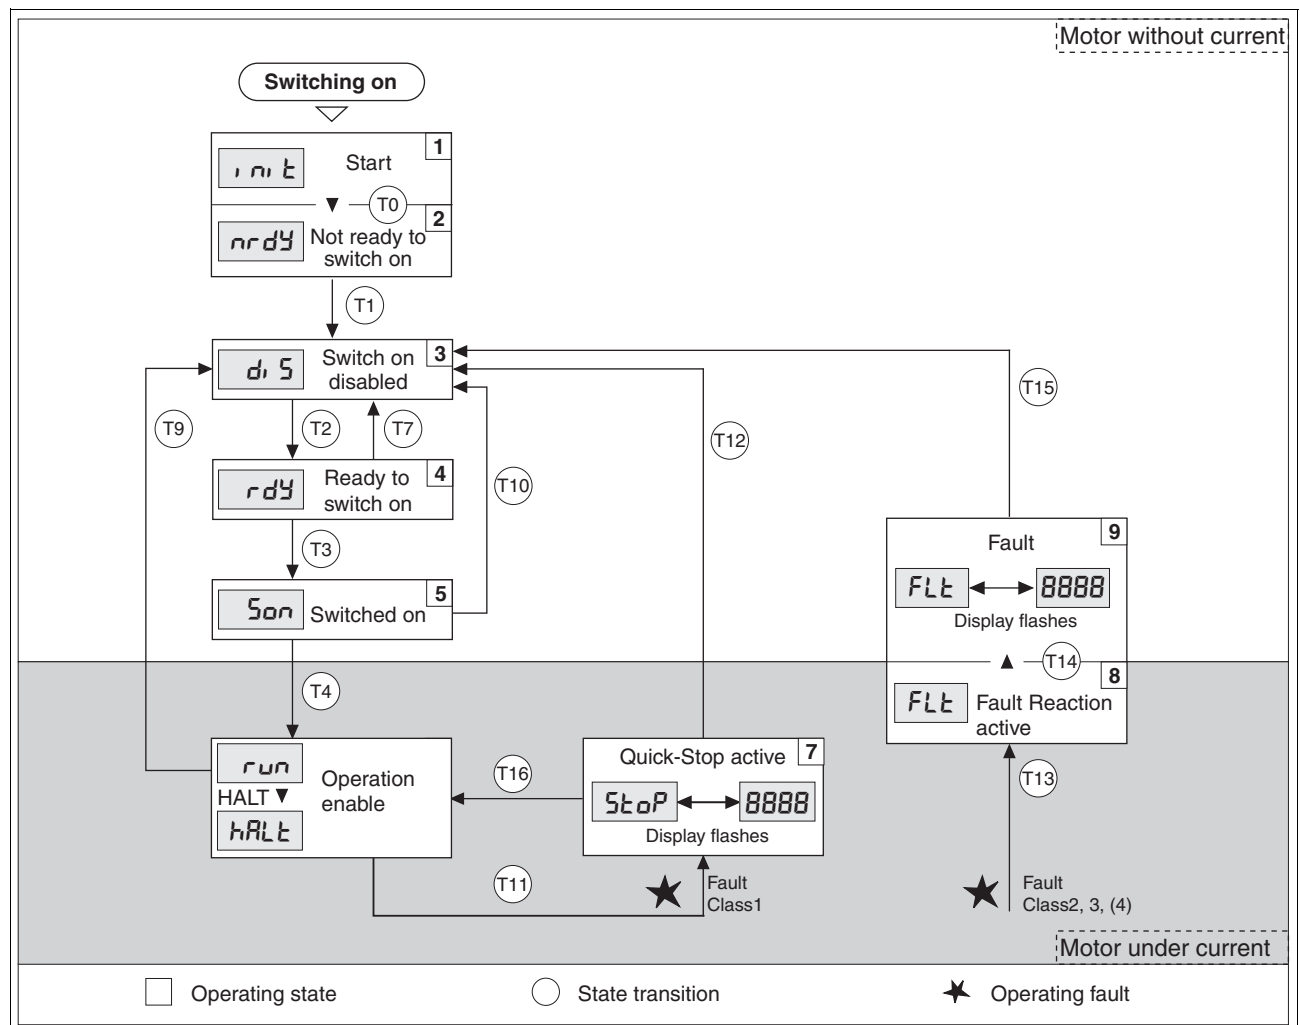 Motor without current
Switching on
1
init
Start
T0
2
nrdY
Not ready to
switch on
T1
3
diS
Switch on
disabled
T15
T9
T2
T7
T12
4
rdY
Ready to
switch on
T10
T3
9
Fault
5
Son
Switched on
FLt
8888
Display flashes
T14
8
T4
FLt
Fault Reaction
active
7
Quick-Stop active
run
HALT
hALt
Operation
enable
T16
T13
StoP
8888
Display flashes
T11
Fault
Class1
Fault
Class2, 3, (4)
Motor under current
Operating state
State transition
Operating fault